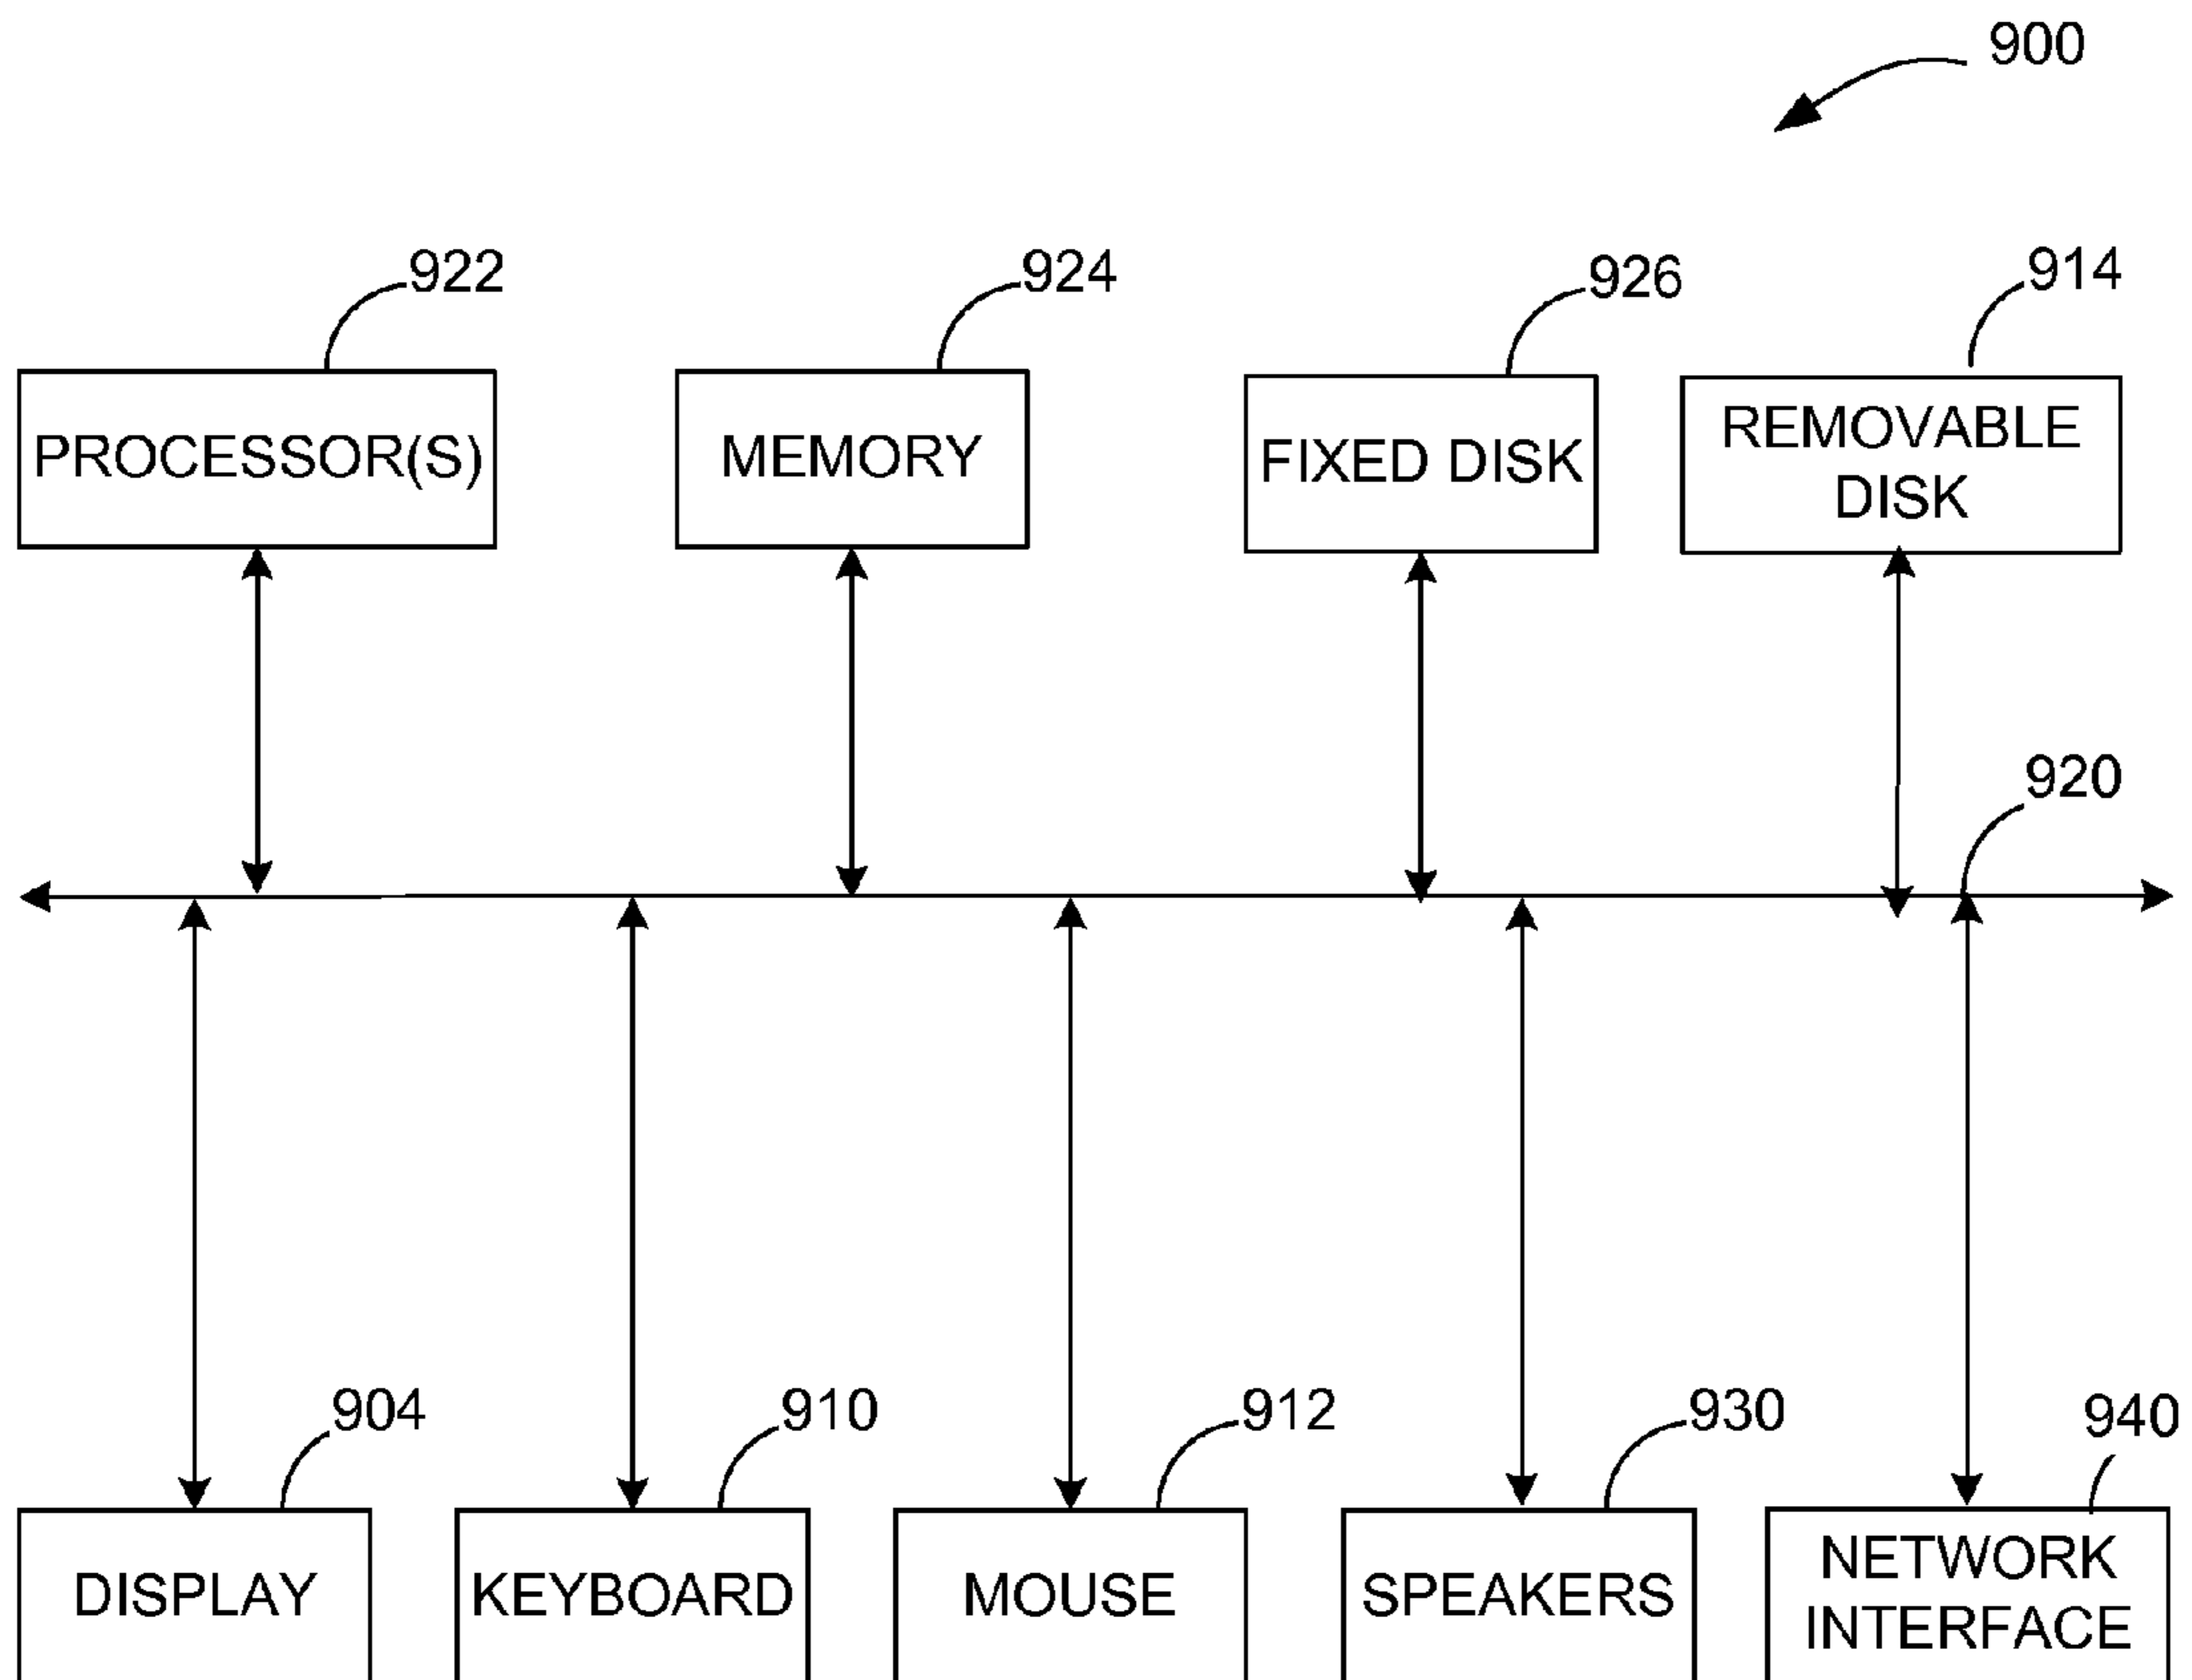 900
922
924
926
914
PROCESSOR(S)
MEMORY
FIXED DISK
REMOVABLE
DISK
920
904
910
912
930
940
DISPLAY
KEYBOARD
MOUSE
SPEAKERS
NETWORK
INTERFACE